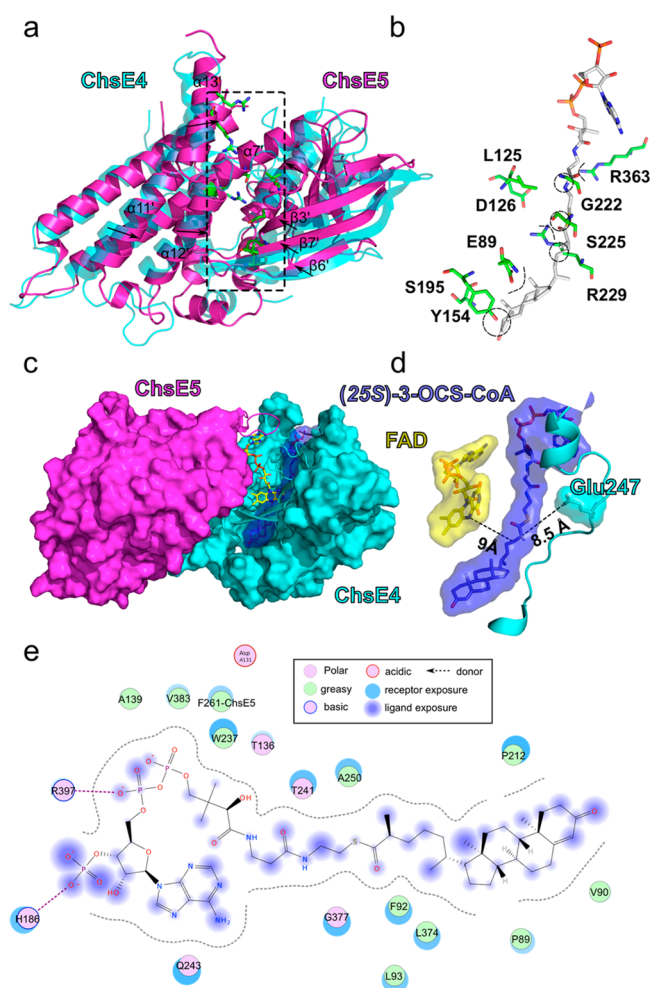 a
ChsE4
α13'
ChsE5
α7'
α11'
α12'
β3'
β7'
β6'
b
L125
R363
D126
G222
E89
S225
S195
R229
Y154
c
ChsE5
ChsE4
d
(25S)-3-OCS-CoA
FAD
Glu247
9Å
8.5 Å
e
Asp
A131
Polar
acidic
donor
greasy
receptor exposure
basic
ligand exposure
A139
V383
F261-ChsE5
W237
T136
T241
A250
P212
R397
H186
Q243
G377
F92
L374
L93
P89
V90
O
P
O
O
P
O
O
P
O
O
O
OH
O
O
S
O
N
H
N
H
O
O
P
O
O
HO
O
N
N
N
N
NH₂
H
H
H
O